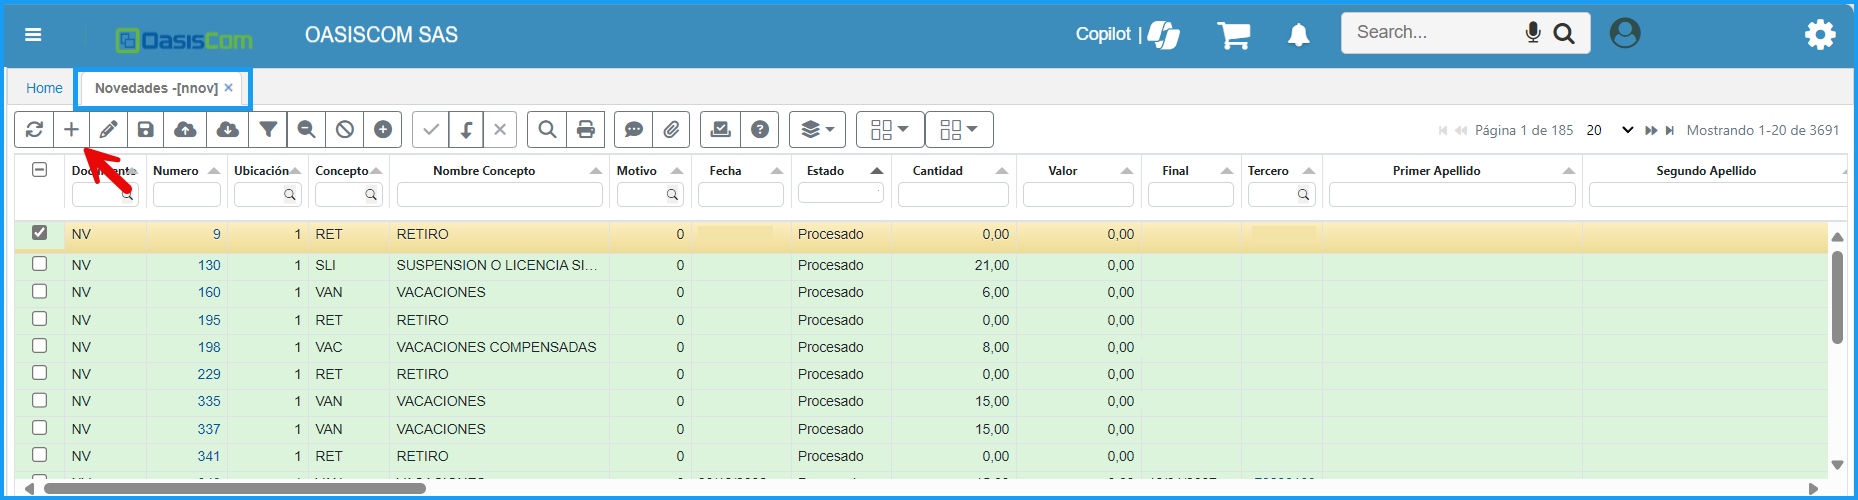 OasisCom OASISCOM SAS Copilot | Search...
Home Novedades -[nnov] ×
Página 1 de 185 20 Mostrando 1-20 de 3691
Numero Ubicación Concepto Nombre Concepto Motivo Fecha Estado Cantidad Valor Final Tercero Primer Apellido Segundo Apellido
NV 9 1 RET RETIRO 0 Procesado 0,00 0,00
NV 130 1 SLI SUSPENSION O LICENCIA SI... 0 Procesado 21,00 0,00
NV 160 1 VAN VACACIONES 0 Procesado 6,00 0,00
NV 195 1 RET RETIRO 0 Procesado 0,00 0,00
NV 198 1 VAC VACACIONES COMPENSADAS 0 Procesado 8,00 0,00
NV 229 1 RET RETIRO 0 Procesado 0,00 0,00
NV 335 1 VAN VACACIONES 0 Procesado 15,00 0,00
NV 337 1 VAN VACACIONES 0 Procesado 15,00 0,00
NV 341 1 RET RETIRO 0 Procesado 0,00 0,00